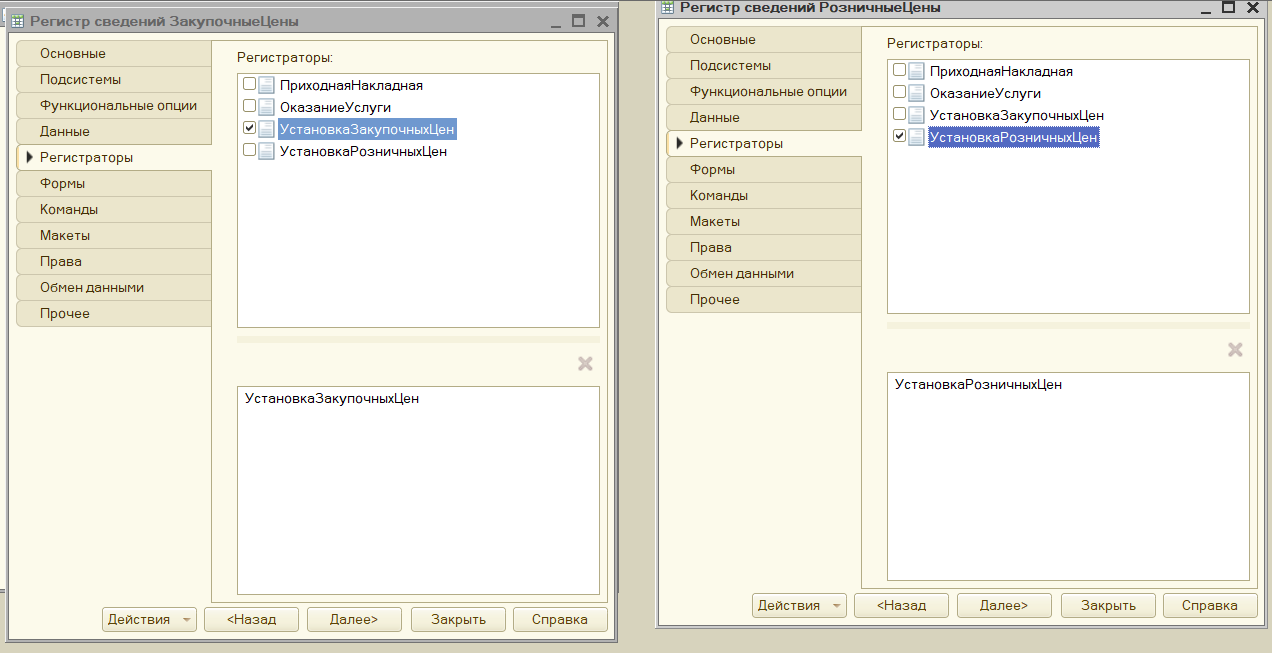 Регистр сведений ЗакупочныеЦены
Основные
Подсистемы
Функциональные опции
Данные
Регистраторы
Формы
Команды
Макеты
Права
Обмен данными
Прочее
Регистраторы:
ПриходнаяНакладная
ОказаниеУслуги
УстановкаЗакупочныхЦен
УстановкаРозничныхЦен
УстановкаЗакупочныхЦен
Действия
<Назад
Далее>
Закрыть
Справка
Регистр сведений РозничныеЦены
Основные
Подсистемы
Функциональные опции
Данные
Регистраторы
Формы
Команды
Макеты
Права
Обмен данными
Прочее
Регистраторы:
ПриходнаяНакладная
ОказаниеУслуги
УстановкаЗакупочныхЦен
УстановкаРозничныхЦен
УстановкаРозничныхЦен
Действия
<Назад
Далее>
Закрыть
Справка